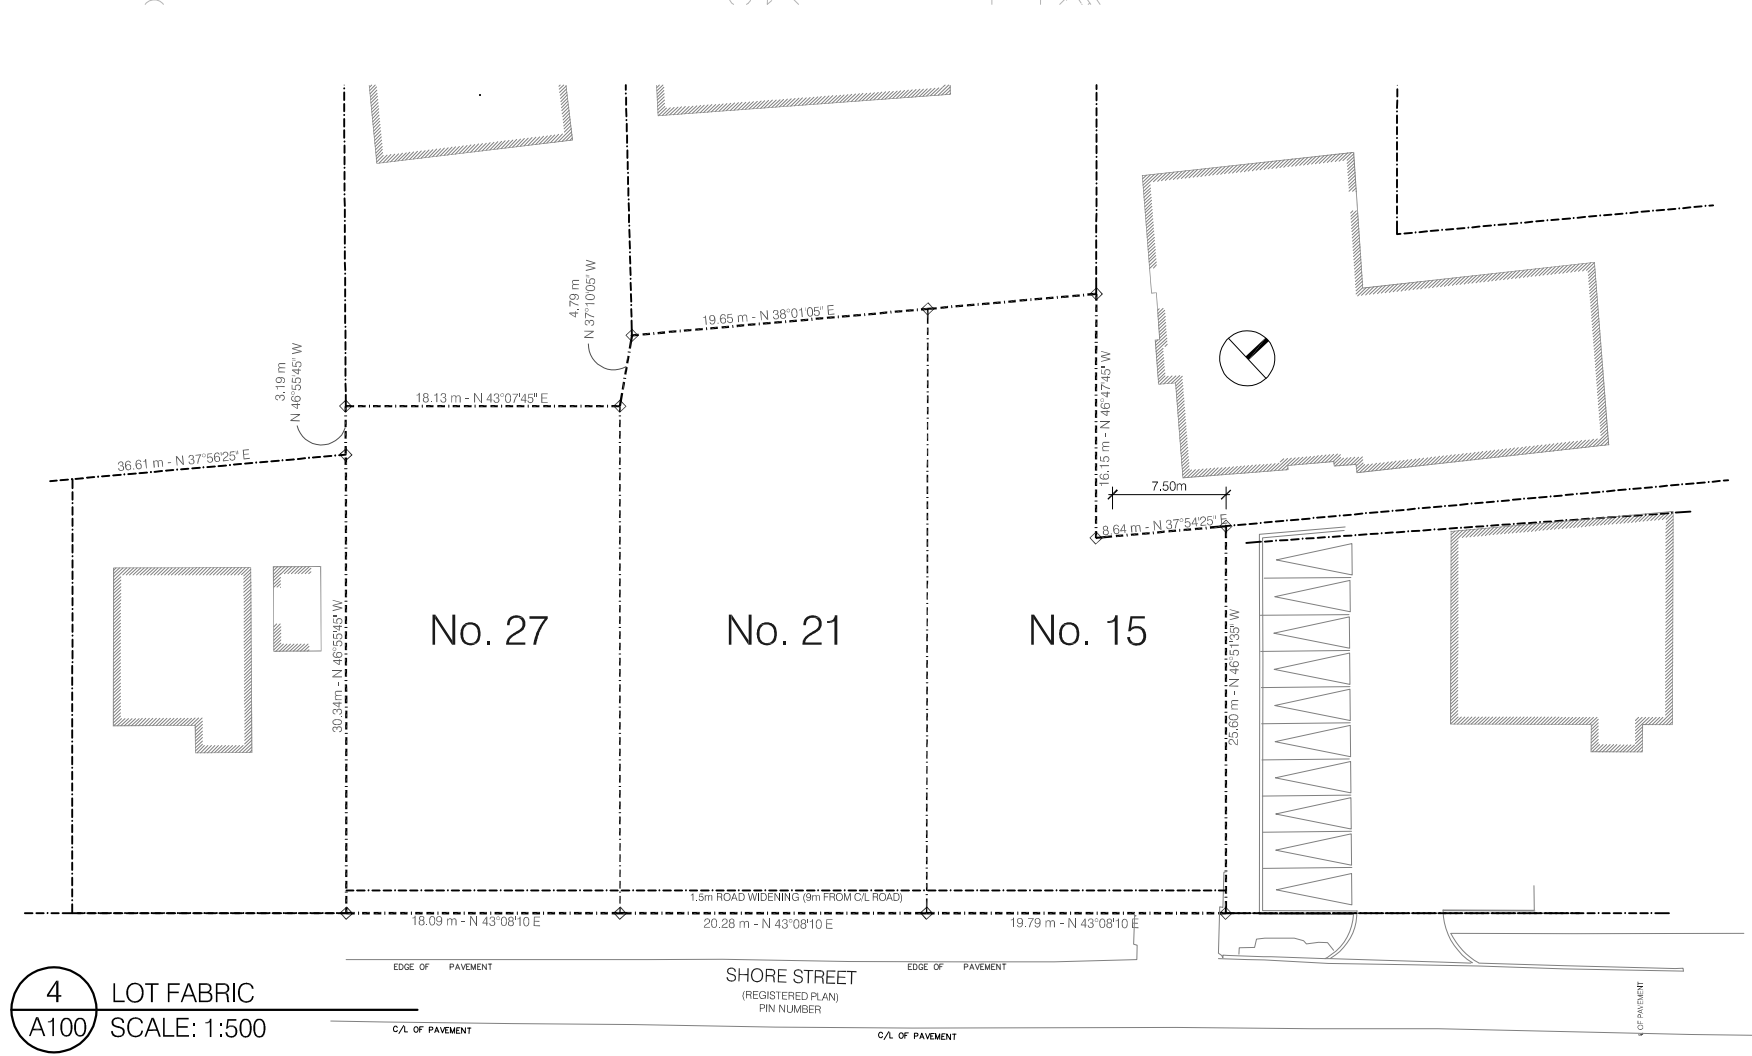 4.79 m
N 37°10'05" W
19.65 m - N 38°01'05" E
3.19 m
N 46°55'45" W
18.13 m - N 43°07'45" E
16.15 m - N 46°47'45" W
36.61 m - N 37°56'25" E
7.50m
8.64 m - N 37°54'25" E
No. 27
No. 21
No. 15
30.34m - N 46°55'45" W
25.60 m - N 46°51'35" W
1.5m ROAD WIDENING (9m FROM C/L ROAD)
18.09 m - N 43°08'10 E
20.28 m - N 43°08'10 E
19.79 m - N 43°08'10 E
EDGE OF PAVEMENT
EDGE OF PAVEMENT
SHORE STREET
(REGISTERED PLAN)
PIN NUMBER
4
LOT FABRIC
A100
SCALE: 1:500
C/L OF PAVEMENT
C/L OF PAVEMENT
OF PAVEMENT